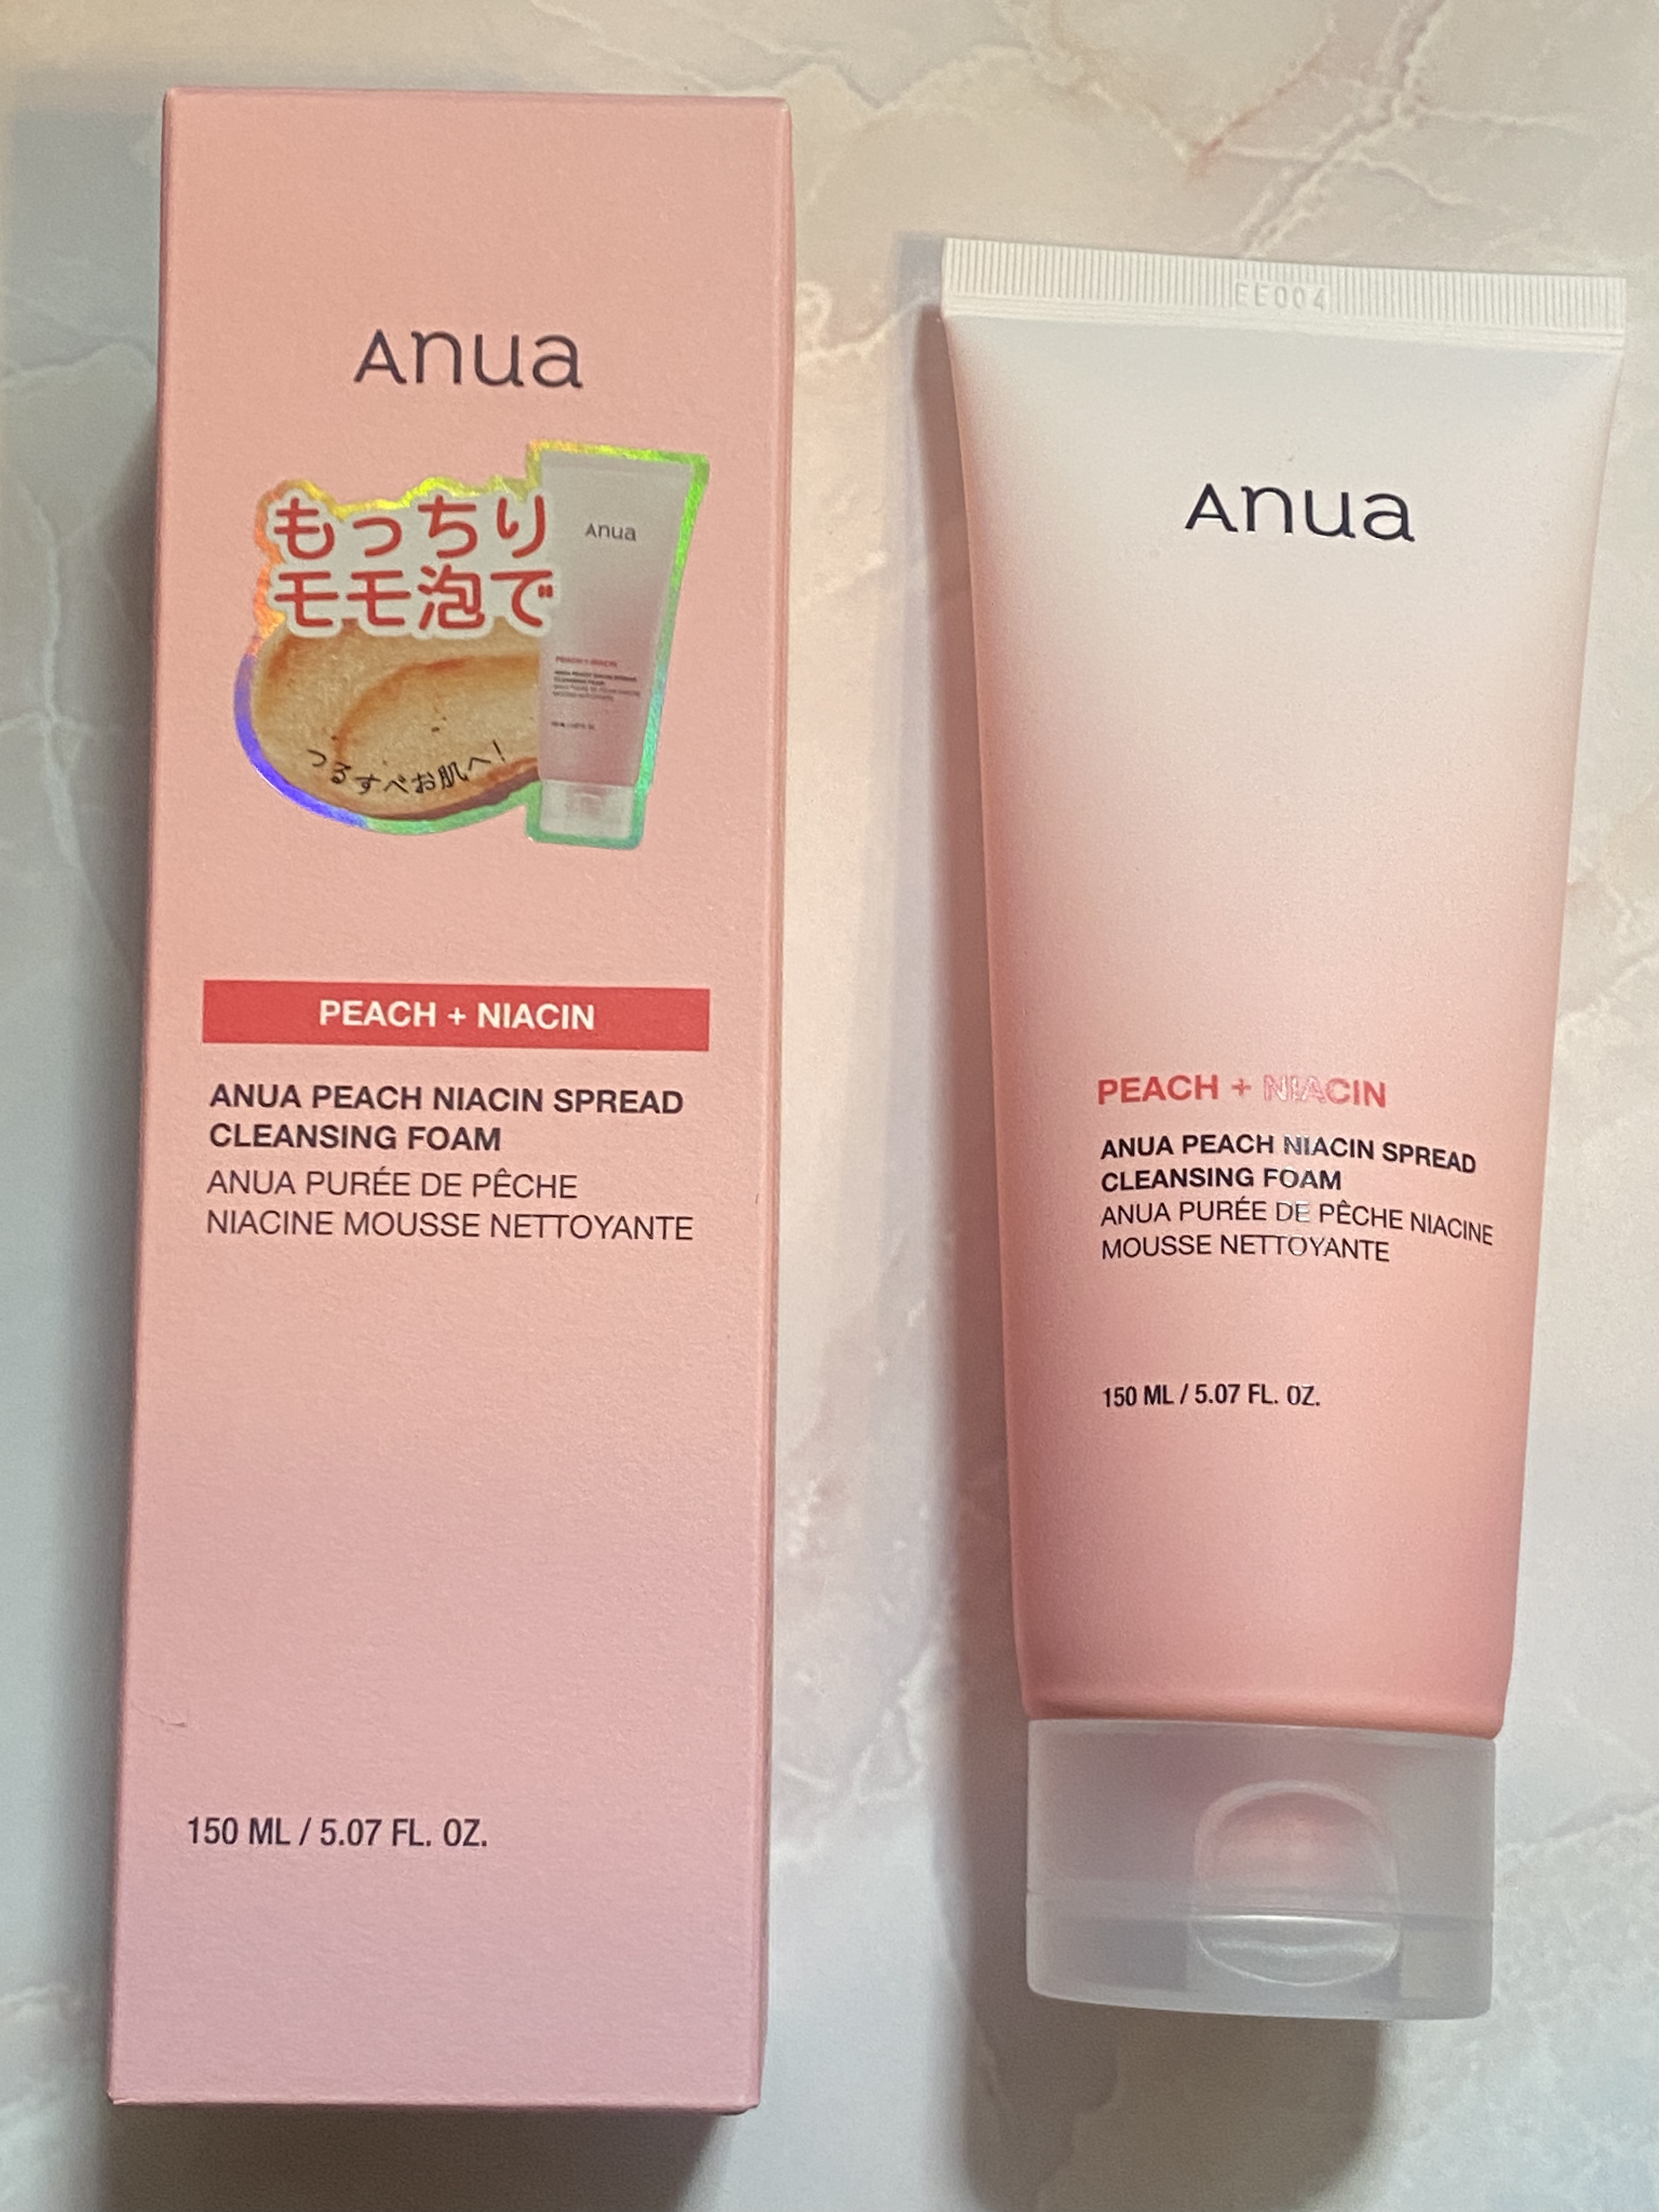 Anua
もっちり
モモ泡で
Anua
PEACH + NIACIN
つるすべお肌へ!
PEACH + NIACIN
ANUA PEACH NIACIN SPREAD
CLEANSING FOAM
ANUA PURÉE DE PÊCHE
NIACINE MOUSSE NETTOYANTE
150 ML / 5.07 FL. OZ.
EE004
Anua
PEACH + NIACIN
ANUA PEACH NIACIN SPREAD
CLEANSING FOAM
ANUA PURÉE DE PÊCHE NIACINE
MOUSSE NETTOYANTE
150 ML / 5.07 FL. OZ.